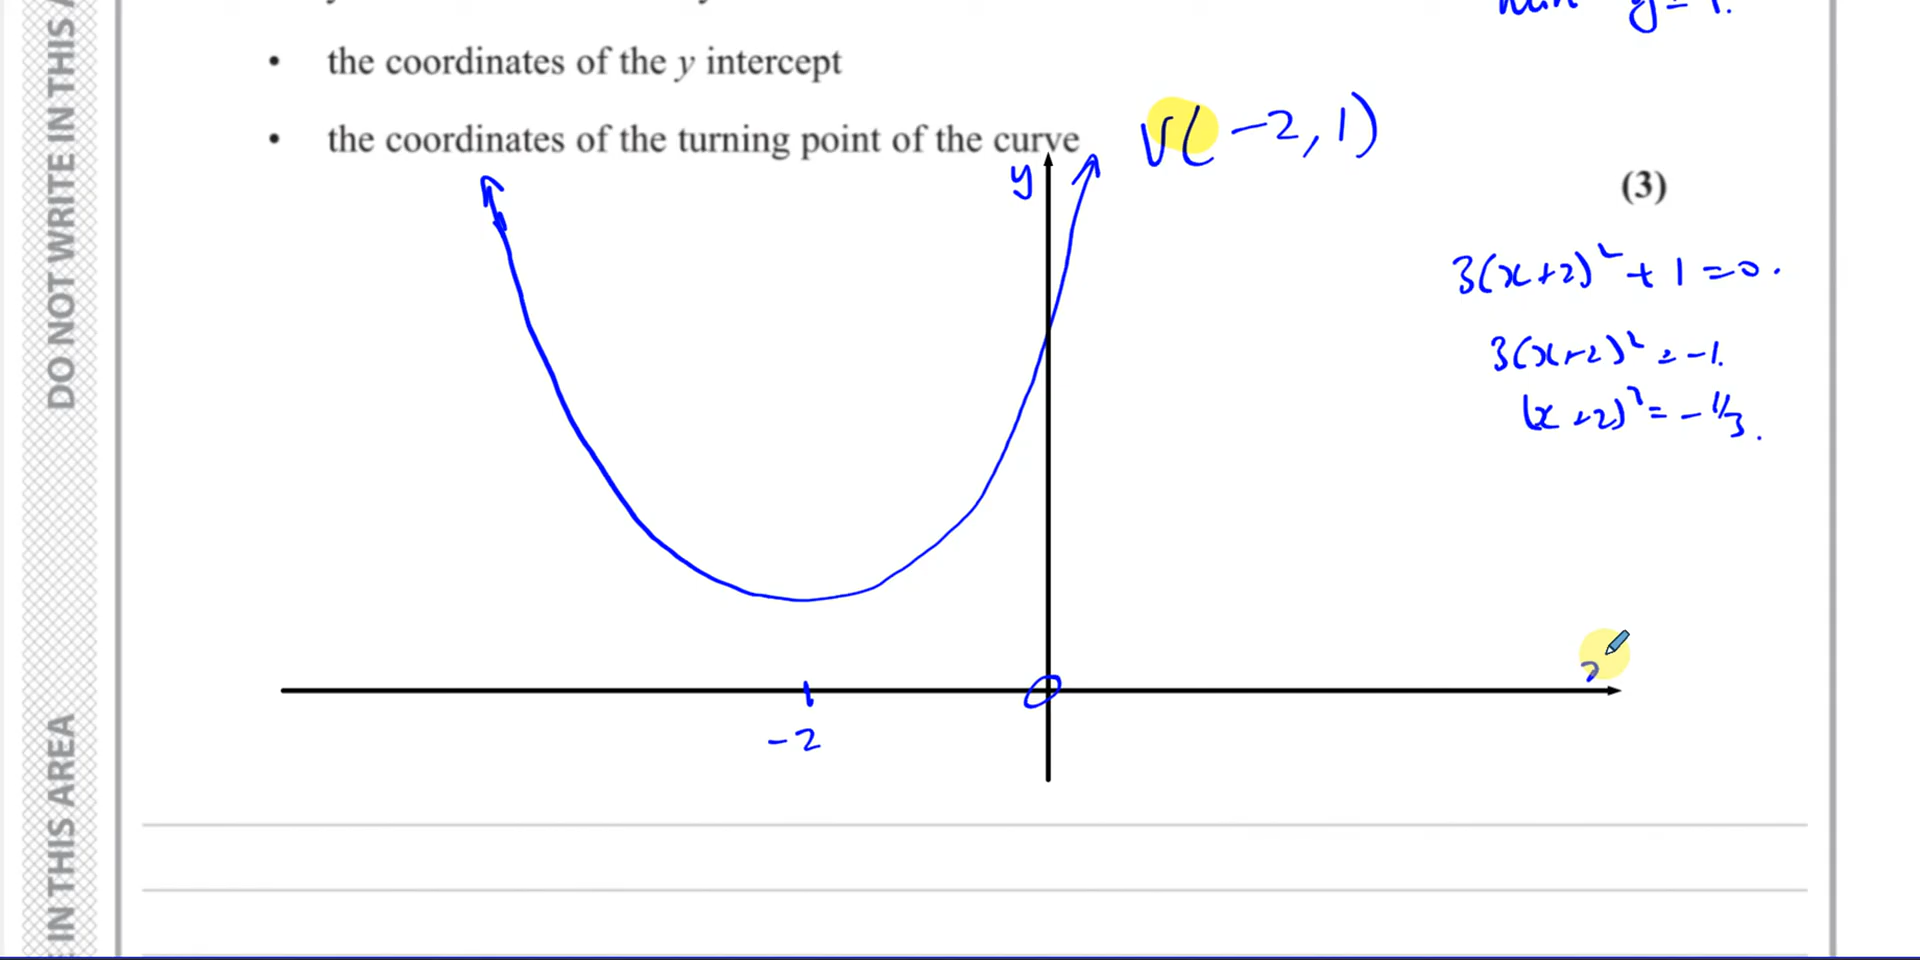 y = 1.
• the coordinates of the y intercept
• the coordinates of the turning point of the curve
V(-2,1)
y
(3)
3(x+2)² + 1 = 0.
3(x+2)² = -1.
(x+2)² = -1/3.
0
-2
DO NOT WRITE IN THIS
IN THIS AREA